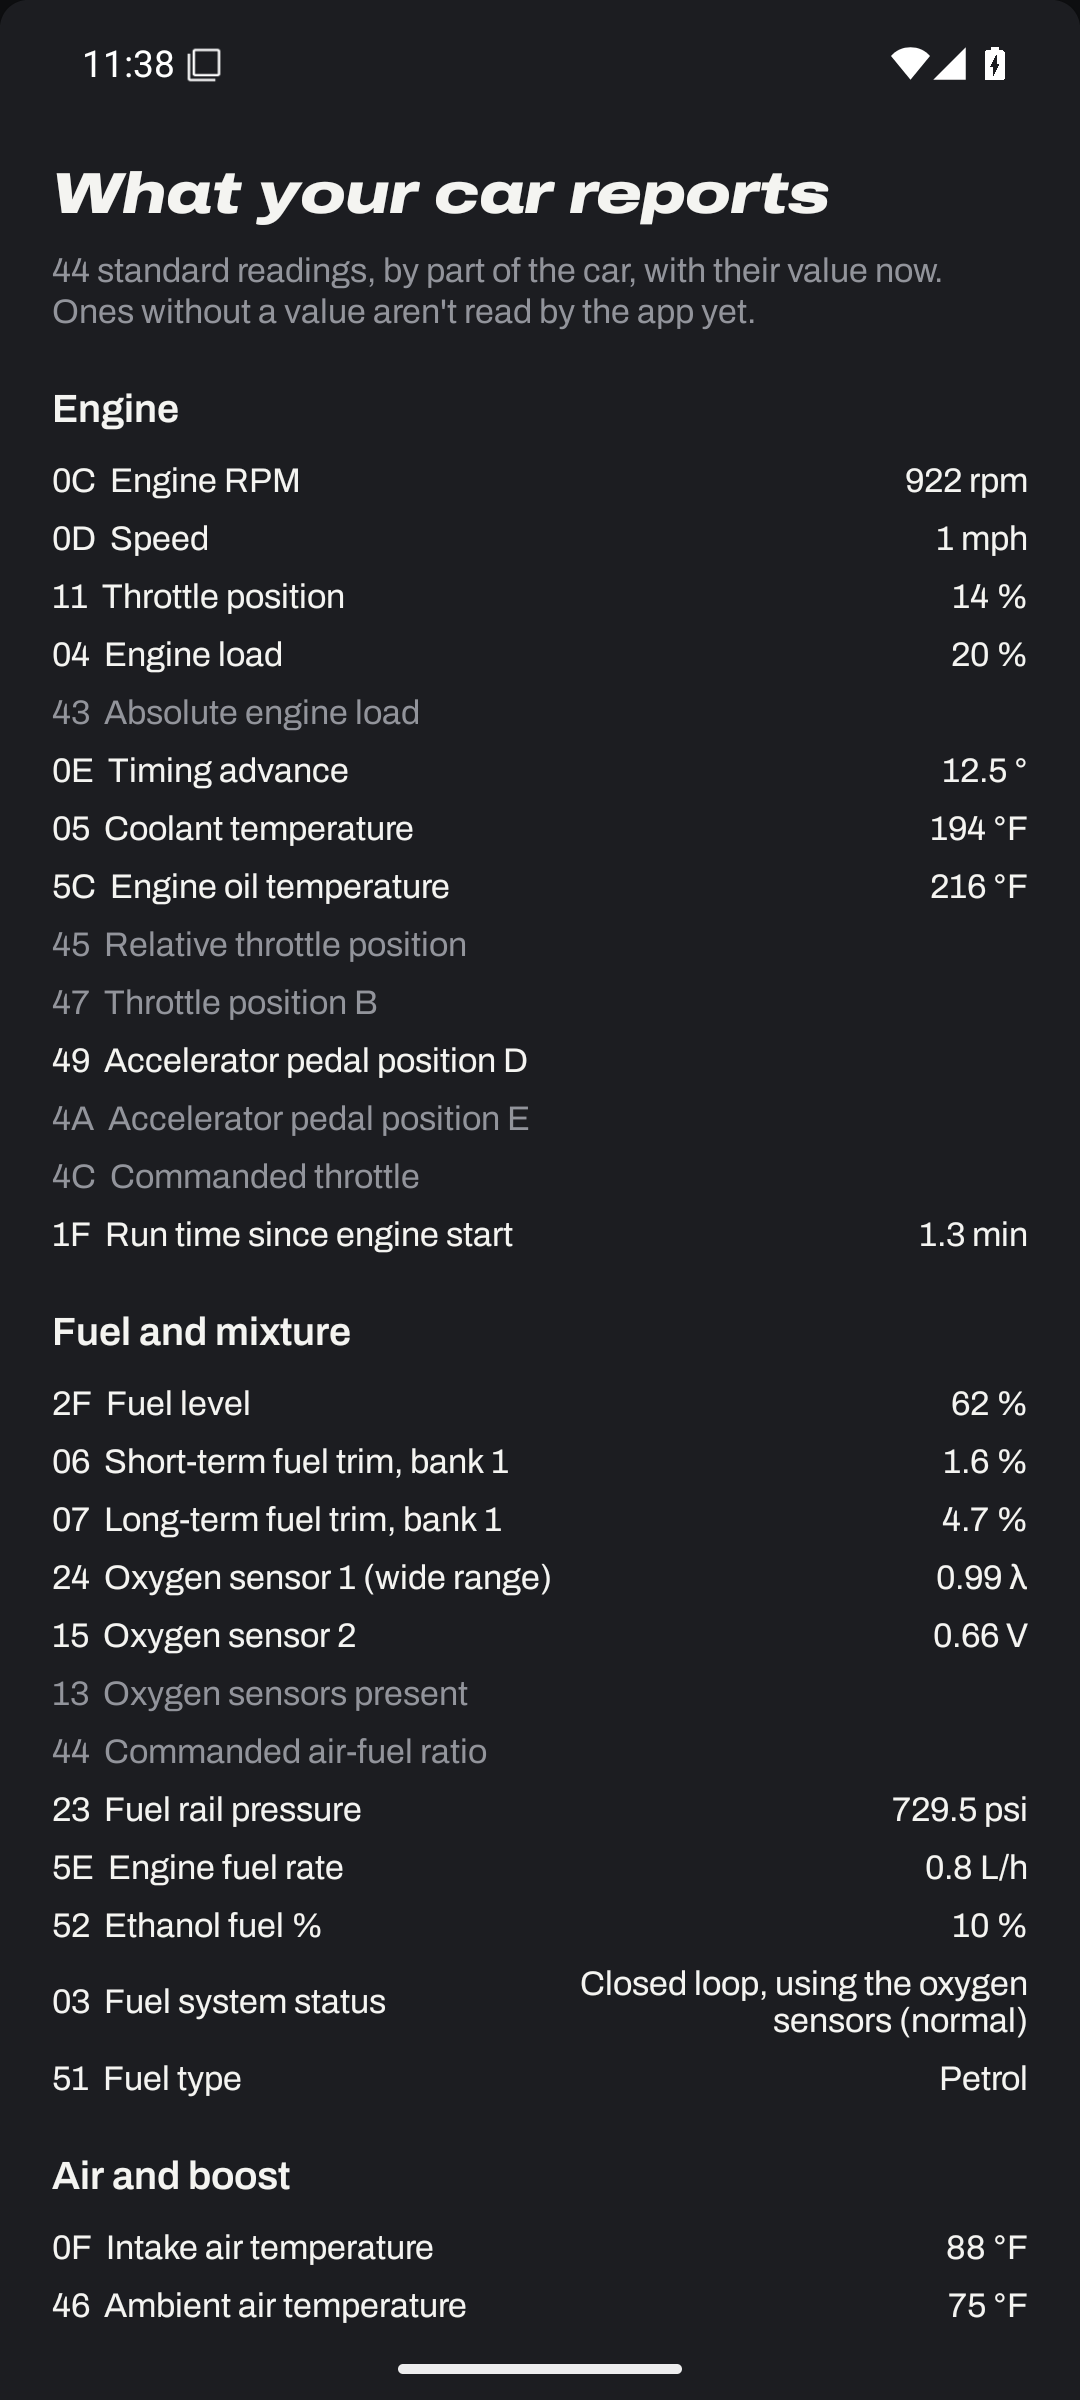 11:38
What your car reports
44 standard readings, by part of the car, with their value now.
Ones without a value aren't read by the app yet.
Engine
0C Engine RPM 922 rpm
0D Speed 1 mph
11 Throttle position 14 %
04 Engine load 20 %
43 Absolute engine load
0E Timing advance 12.5 °
05 Coolant temperature 194 °F
5C Engine oil temperature 216 °F
45 Relative throttle position
47 Throttle position B
49 Accelerator pedal position D
4A Accelerator pedal position E
4C Commanded throttle
1F Run time since engine start 1.3 min
Fuel and mixture
2F Fuel level 62 %
06 Short-term fuel trim, bank 1 1.6 %
07 Long-term fuel trim, bank 1 4.7 %
24 Oxygen sensor 1 (wide range) 0.99 λ
15 Oxygen sensor 2 0.66 V
13 Oxygen sensors present
44 Commanded air-fuel ratio
23 Fuel rail pressure 729.5 psi
5E Engine fuel rate 0.8 L/h
52 Ethanol fuel % 10 %
03 Fuel system status Closed loop, using the oxygen
sensors (normal)
51 Fuel type Petrol
Air and boost
0F Intake air temperature 88 °F
46 Ambient air temperature 75 °F